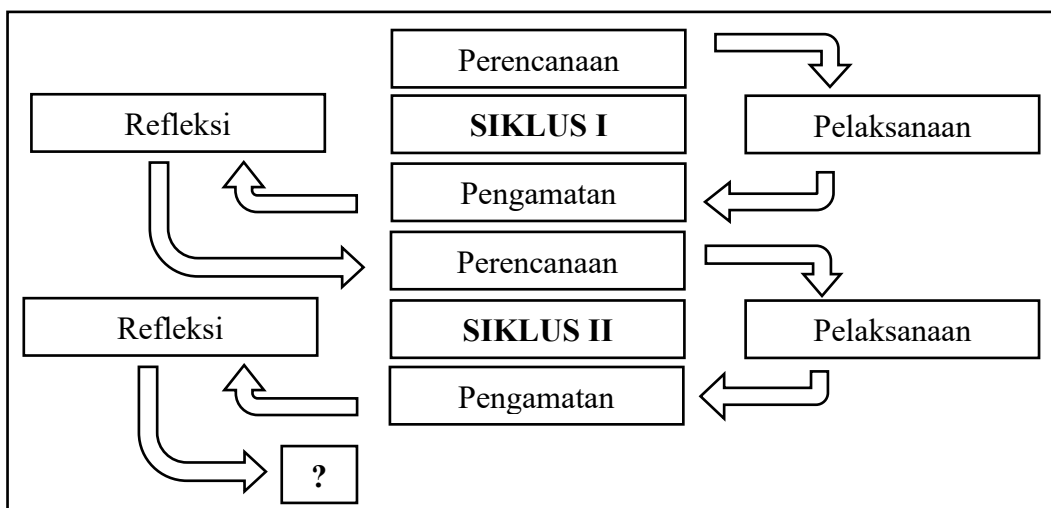 Perencanaan
Refleksi
SIKLUS I
Pelaksanaan
Pengamatan
Perencanaan
Refleksi
SIKLUS II
Pelaksanaan
Pengamatan
?